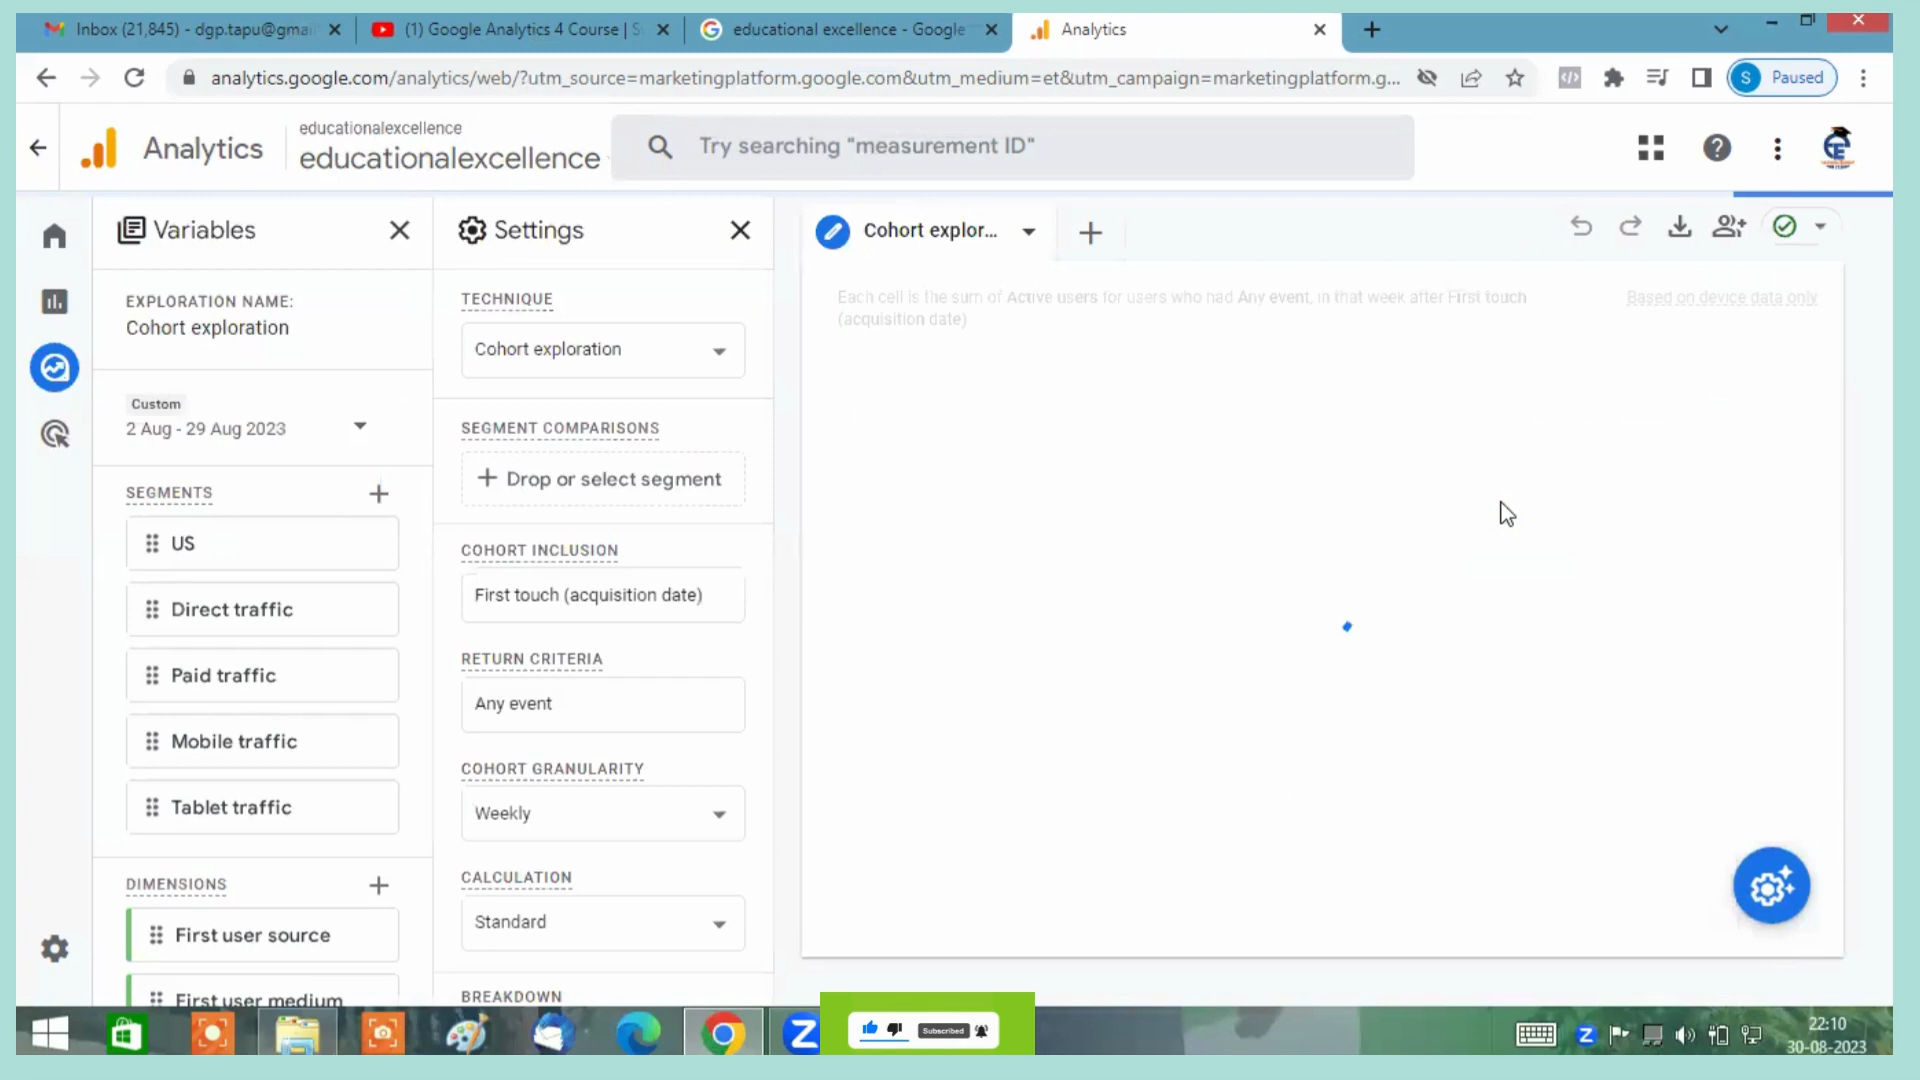 Inbox (21,845) - dgp.tapu@gmai
(1) Google Analytics 4 Course | S
educational excellence - Google
Analytics
analytics.google.com/analytics/web/?utm_source=marketingplatform.google.com&utm_medium=et&utm_campaign=marketingplatform.g...
S Paused
Analytics
educationalexcellence
educationalexcellence
Try searching "measurement ID"
Variables
Settings
Cohort explor...
EXPLORATION NAME:
Cohort exploration
Custom
2 Aug - 29 Aug 2023
SEGMENTS
US
Direct traffic
Paid traffic
Mobile traffic
Tablet traffic
DIMENSIONS
First user source
First user medium
TECHNIQUE
Cohort exploration
SEGMENT COMPARISONS
Drop or select segment
COHORT INCLUSION
First touch (acquisition date)
RETURN CRITERIA
Any event
COHORT GRANULARITY
Weekly
CALCULATION
Standard
BREAKDOWN
Each cell is the sum of Active users for users who had Any event, in that week after First touch
(acquisition date)
Based on device data only
Subscribed
22:10
30-08-2023